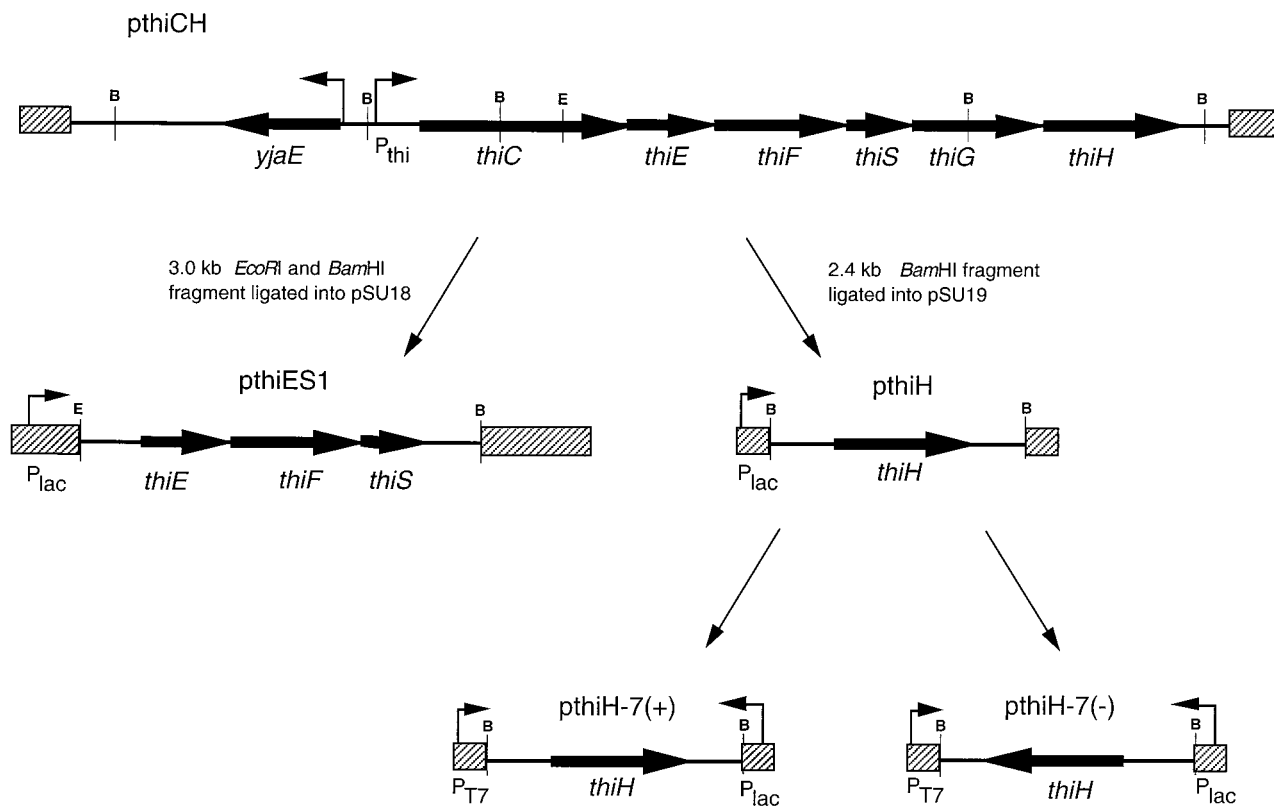 pthiCH
B B B E B B
yjaE Pthi thiC thiE thiF thiS thiG thiH
3.0 kb EcoRI and BamHI
fragment ligated into pSU18
2.4 kb BamHI fragment
ligated into pSU19
pthiES1
E B
Plac thiE thiF thiS
pthiH
B B
Plac thiH
pthiH-7(+)
B B
PT7 thiH Plac
pthiH-7(-)
B B
PT7 thiH Plac